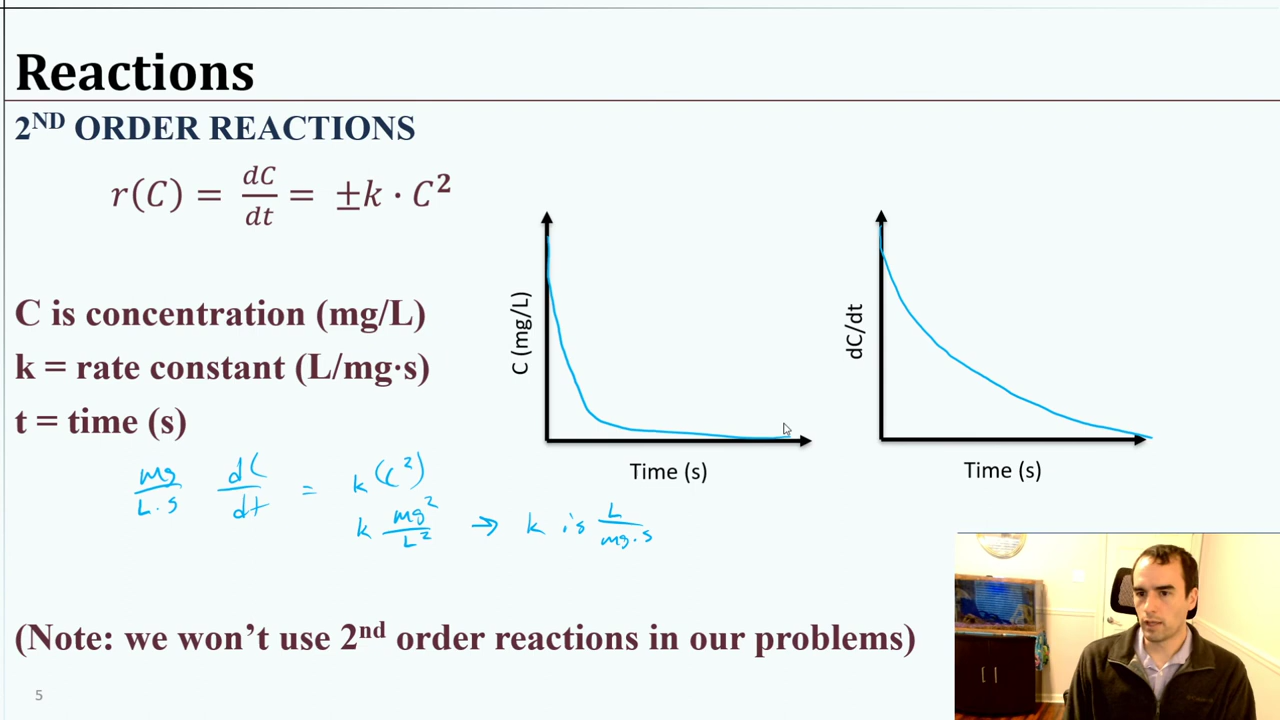 Reactions
2ND ORDER REACTIONS
r(C) = dC/dt = ±k · C²
C is concentration (mg/L)
k = rate constant (L/mg·s)
t = time (s)
C (mg/L)
Time (s)
dC/dt
Time (s)
mg/L·s dC/dt = k(C²)
k mg²/L² → k is L/mg·s
(Note: we won’t use 2nd order reactions in our problems)
5